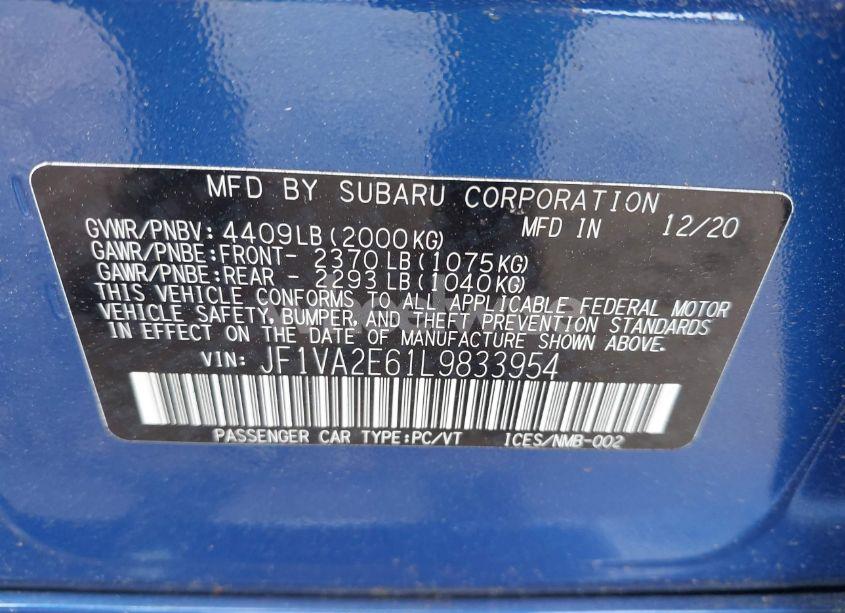 MFD BY SUBARU CORPORATION
GVWR/PNBV: 4409LB(2000KG) MFD IN 12/20
GAWR/PNBE:FRONT- 2370LB(1075KG)
GAWR/PNBE:REAR - 2293LB(1040KG)
THIS VEHICLE CONFORMS TO ALL APPLICABLE FEDERAL MOTOR
VEHICLE SAFETY, BUMPER, AND THEFT PREVENTION STANDARDS
IN EFFECT ON THE DATE OF MANUFACTURE SHOWN ABOVE.
VIN: JF1VA2E61L9833954
PASSENGER CAR TYPE:PC/VT ICES/NMB-002